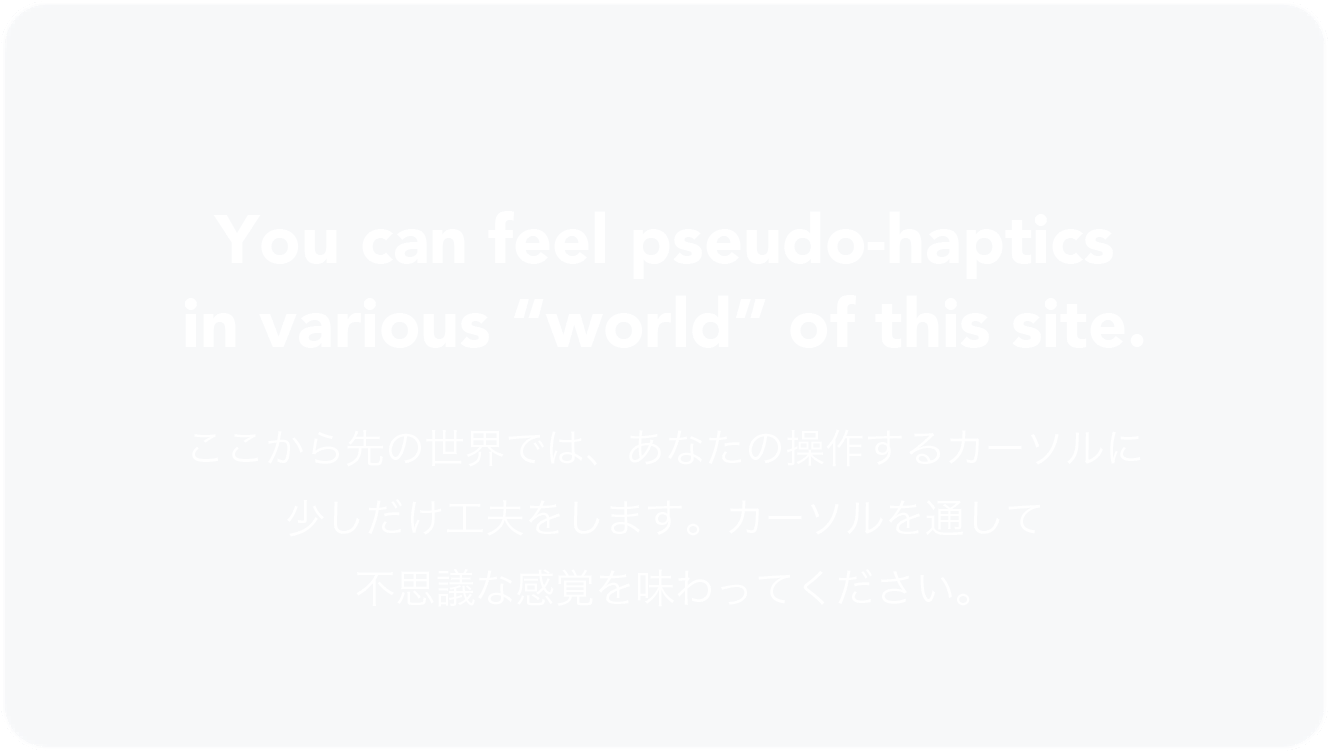 You can feel pseudo-haptics
in various “world” of this site.
ここから先の世界では、あなたの操作するカーソルに
少しだけ工夫をします。カーソルを通して
不思議な感覚を味わってください。